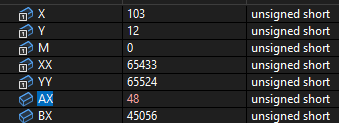 X 103 unsigned short
Y 12 unsigned short
M 0 unsigned short
XX 65433 unsigned short
YY 65524 unsigned short
AX 48 unsigned short
BX 45056 unsigned short